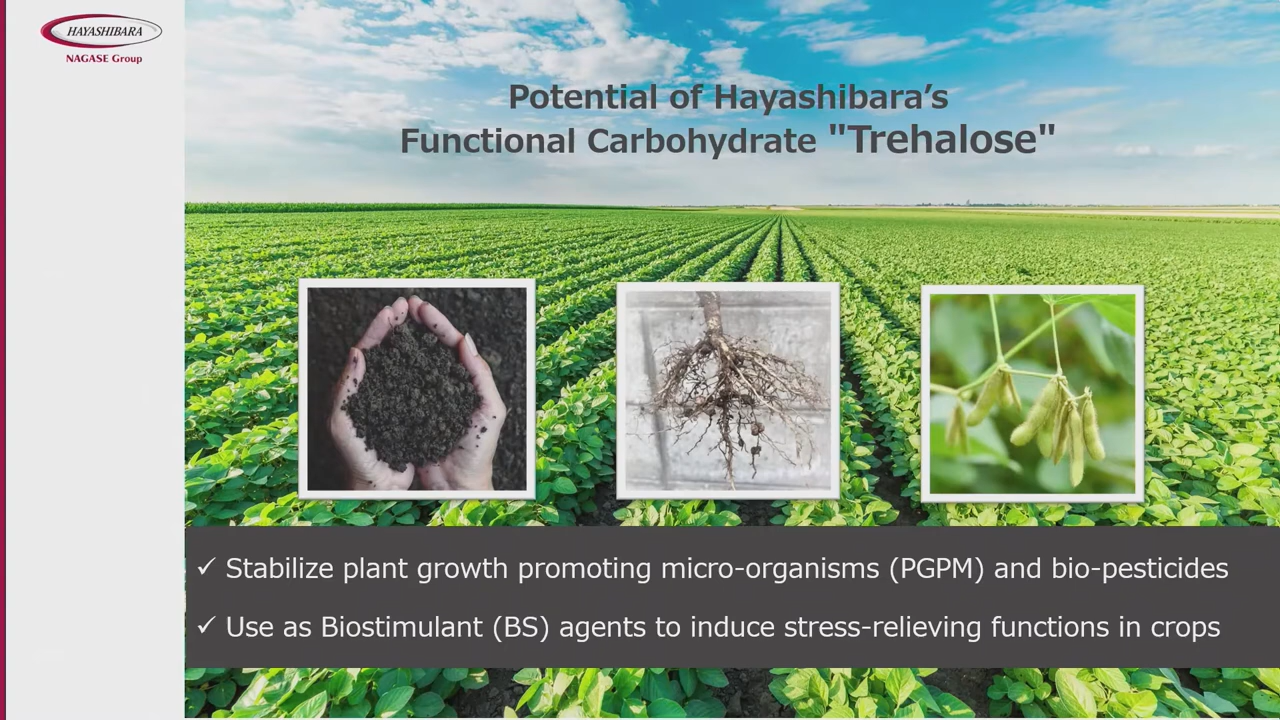 HAYASHIBARA
NAGASE Group
Potential of Hayashibara’s
Functional Carbohydrate "Trehalose"
✓ Stabilize plant growth promoting micro-organisms (PGPM) and bio-pesticides
✓ Use as Biostimulant (BS) agents to induce stress-relieving functions in crops